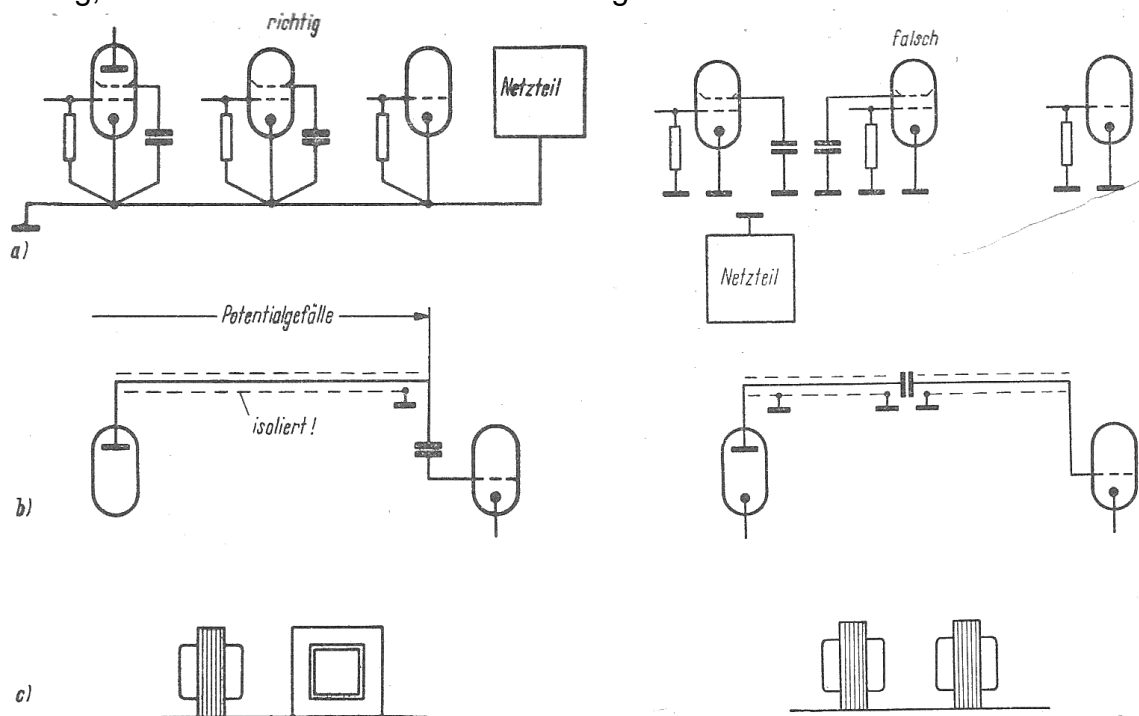 richtig
falsch
Netzteil
a)
Netzteil
Potentialgefälle
isoliert!
b)
c)